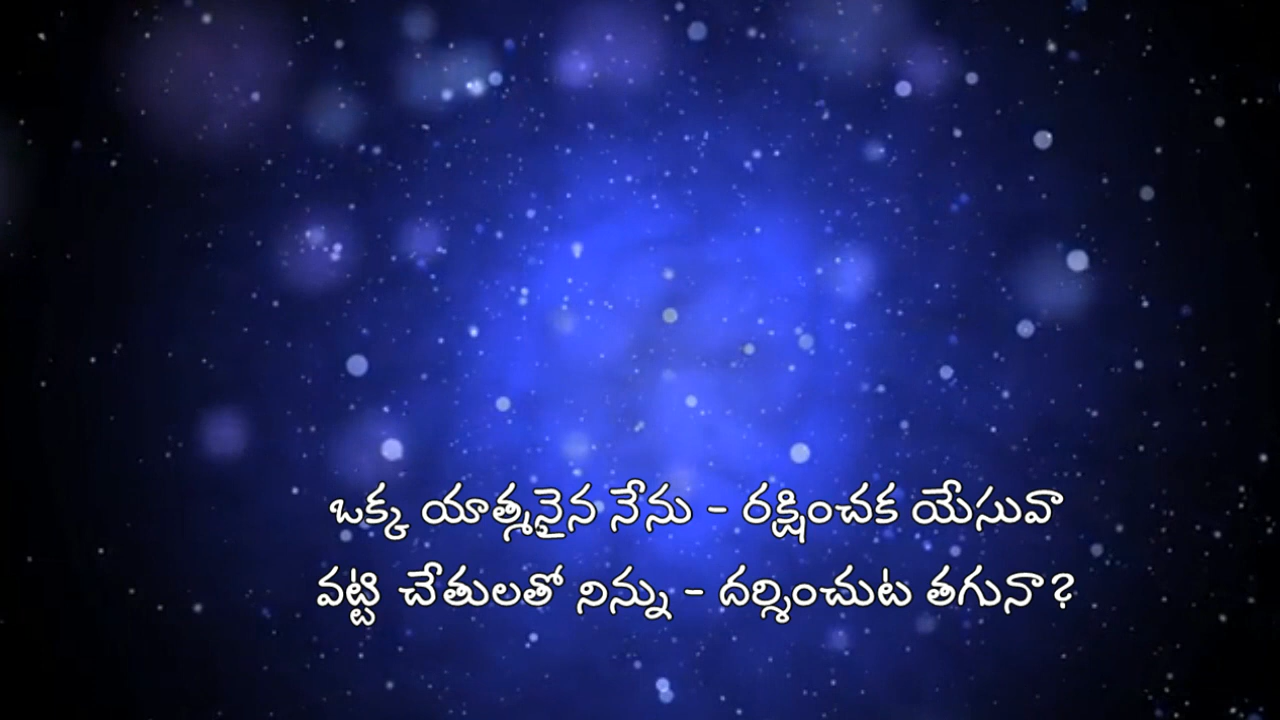 ఒక్క యాత్మనైన నేను - రక్షించక యేసువా
వట్టి చేతులతో నిన్ను - దర్శించుట తగునా?